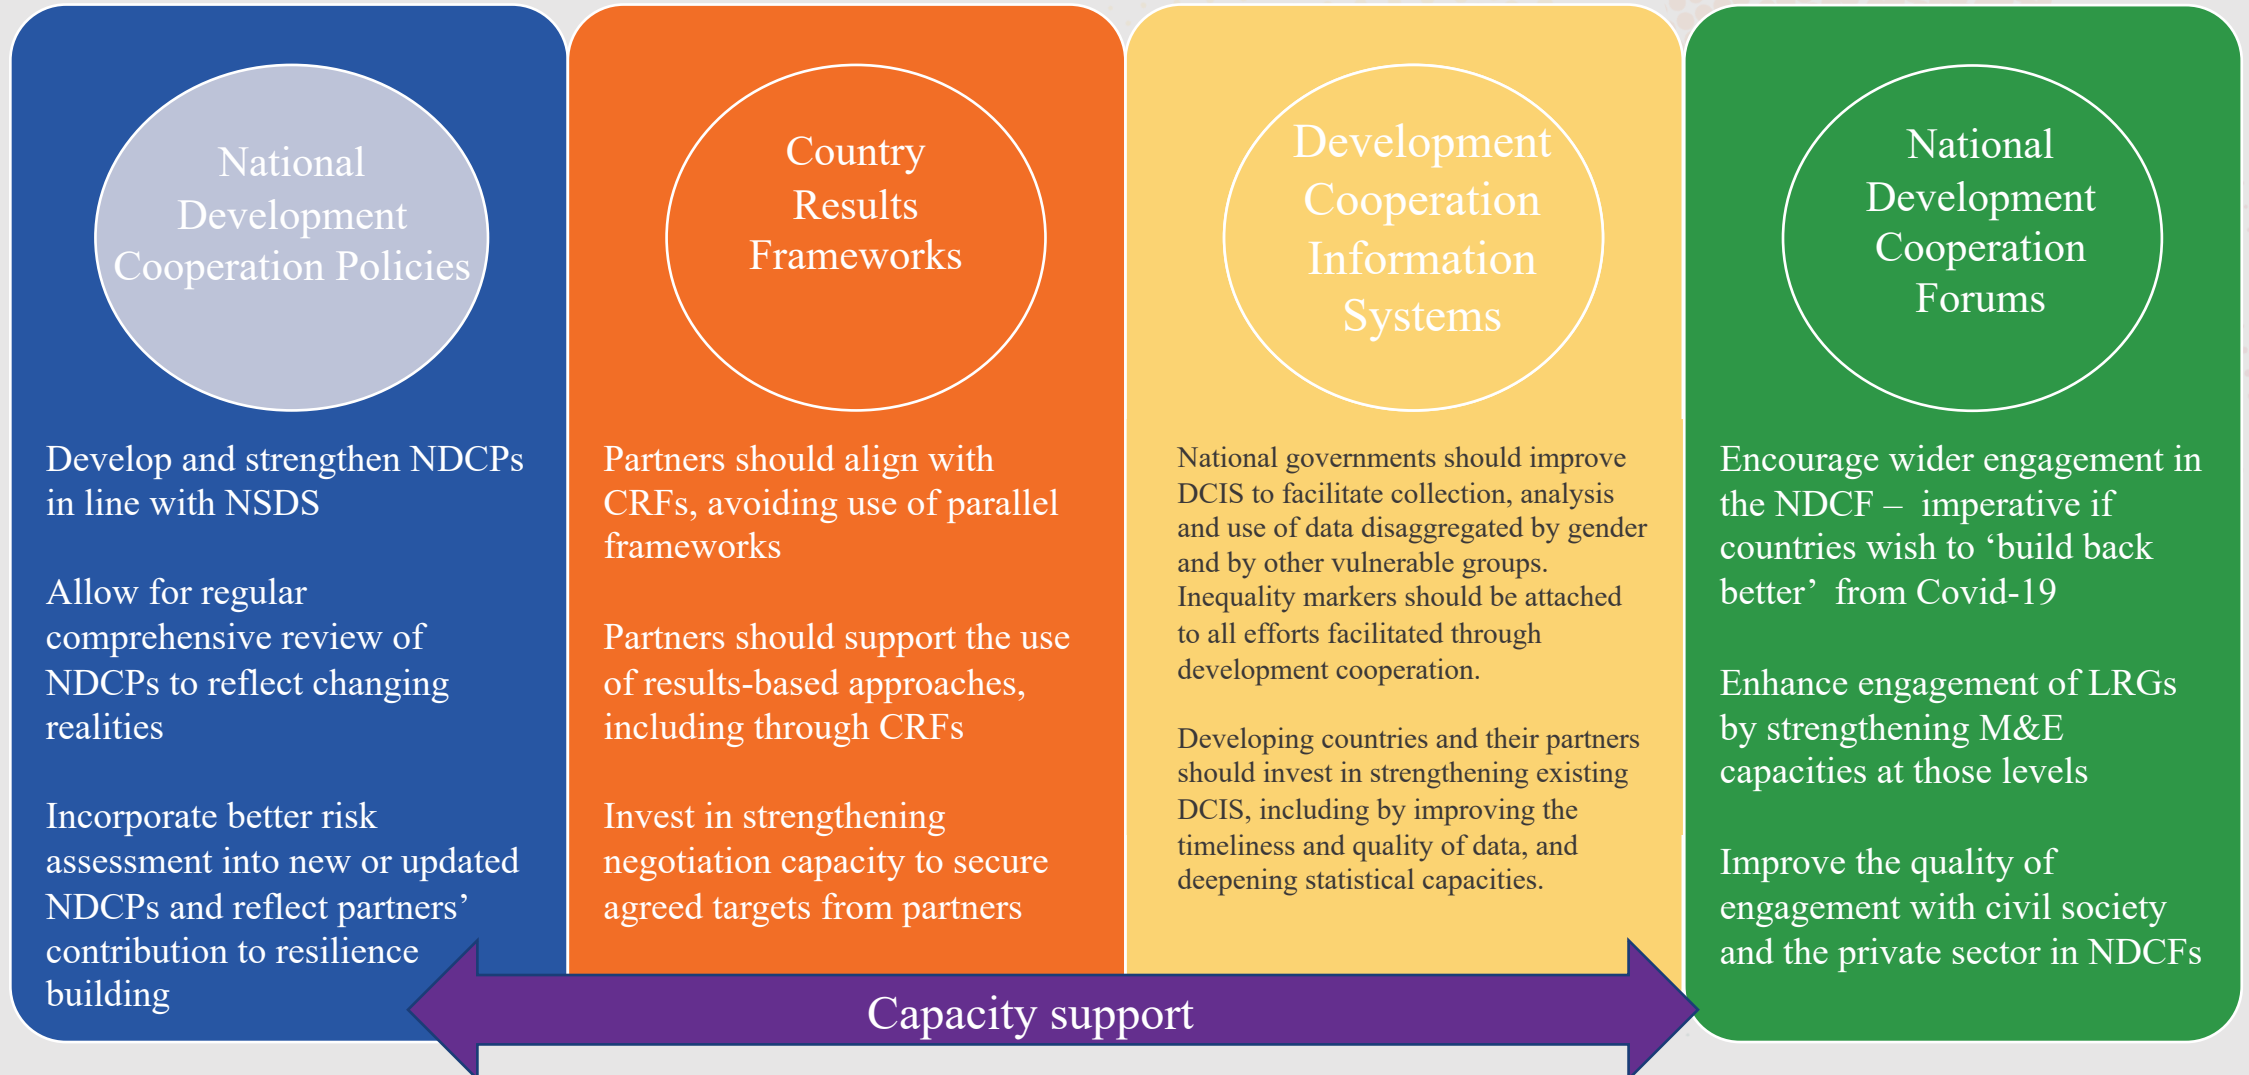 National
Development
Cooperation Policies
Develop and strengthen NDCPs
in line with NSDS
Allow for regular
comprehensive review of
NDCPs to reflect changing
realities
Incorporate better risk
assessment into new or updated
NDCPs and reflect partners’
contribution to resilience
building
Country
Results
Frameworks
Partners should align with
CRFs, avoiding use of parallel
frameworks
Partners should support the use
of results-based approaches,
including through CRFs
Invest in strengthening
negotiation capacity to secure
agreed targets from partners
Development
Cooperation
Information
Systems
National governments should improve
DCIS to facilitate collection, analysis
and use of data disaggregated by gender
and by other vulnerable groups.
Inequality markers should be attached
to all efforts facilitated through
development cooperation.
Developing countries and their partners
should invest in strengthening existing
DCIS, including by improving the
timeliness and quality of data, and
deepening statistical capacities.
National
Development
Cooperation
Forums
Encourage wider engagement in
the NDCF – imperative if
countries wish to ‘build back
better’ from Covid-19
Enhance engagement of LRGs
by strengthening M&E
capacities at those levels
Improve the quality of
engagement with civil society
and the private sector in NDCFs
Capacity support